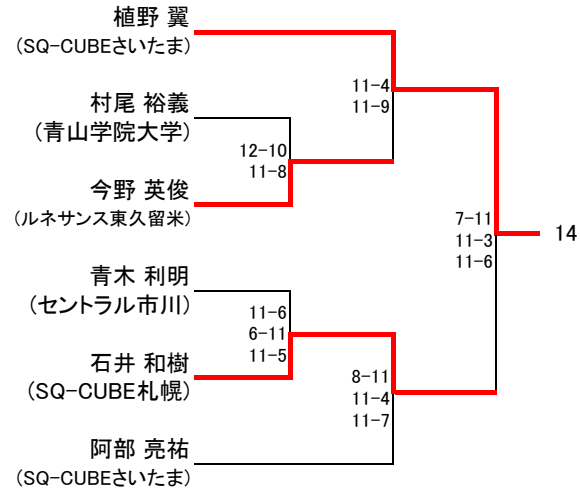 植野 翼
(SQ-CUBEさいたま)
11-4
11-9
村尾 裕義
(青山学院大学)
12-10
11-8
今野 英俊
(ルネサンス東久留米)
7-11
11-3
11-6
14
青木 利明
(セントラル市川)
11-6
6-11
11-5
石井 和樹
(SQ-CUBE札幌)
8-11
11-4
11-7
阿部 亮祐
(SQ-CUBEさいたま)